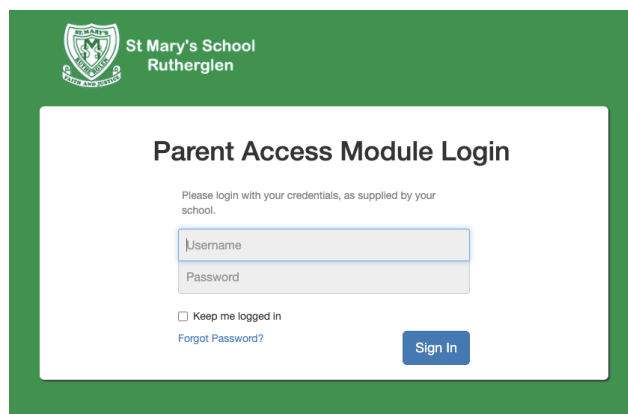 ST. MARY'S
RUTHERGLEN
FAITH AND JUSTICE
St Mary's School
Rutherglen
Parent Access Module Login
Please login with your credentials, as supplied by your
school.
Username
Password
Keep me logged in
Forgot Password?
Sign In